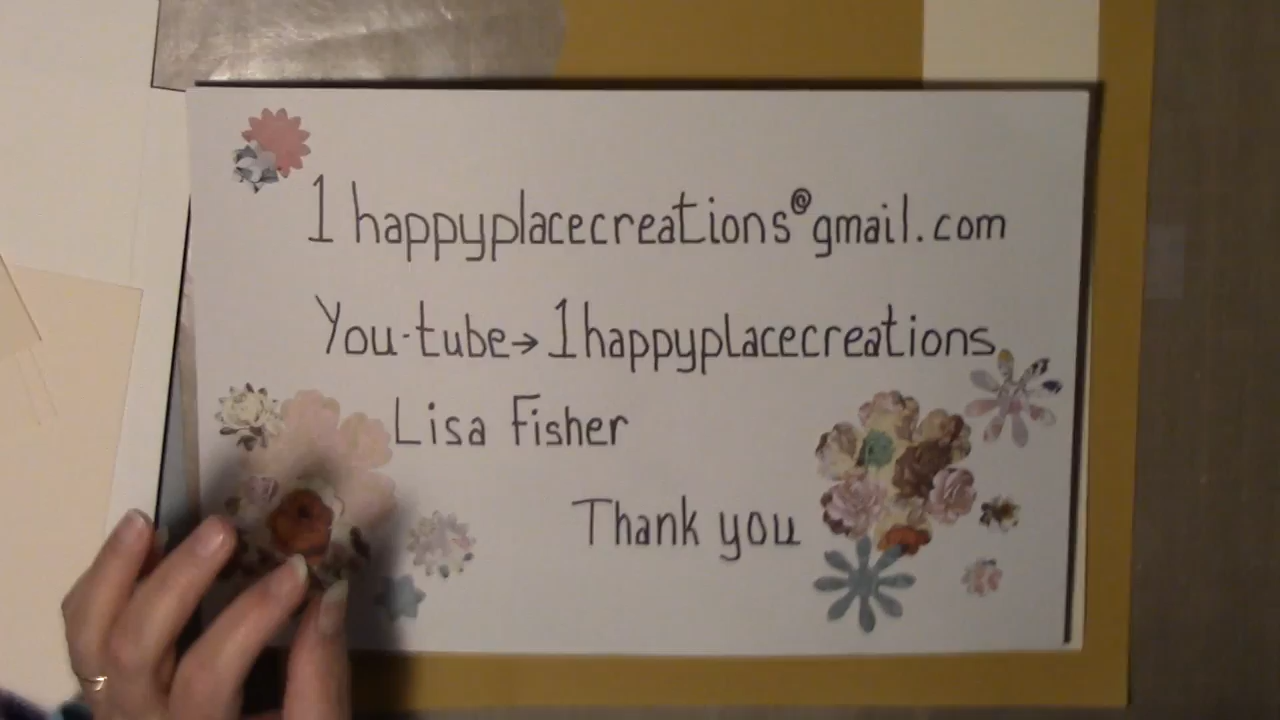 1happyplacecreations@gmail.com
You-tube→1happyplacecreations
Lisa Fisher
Thank you